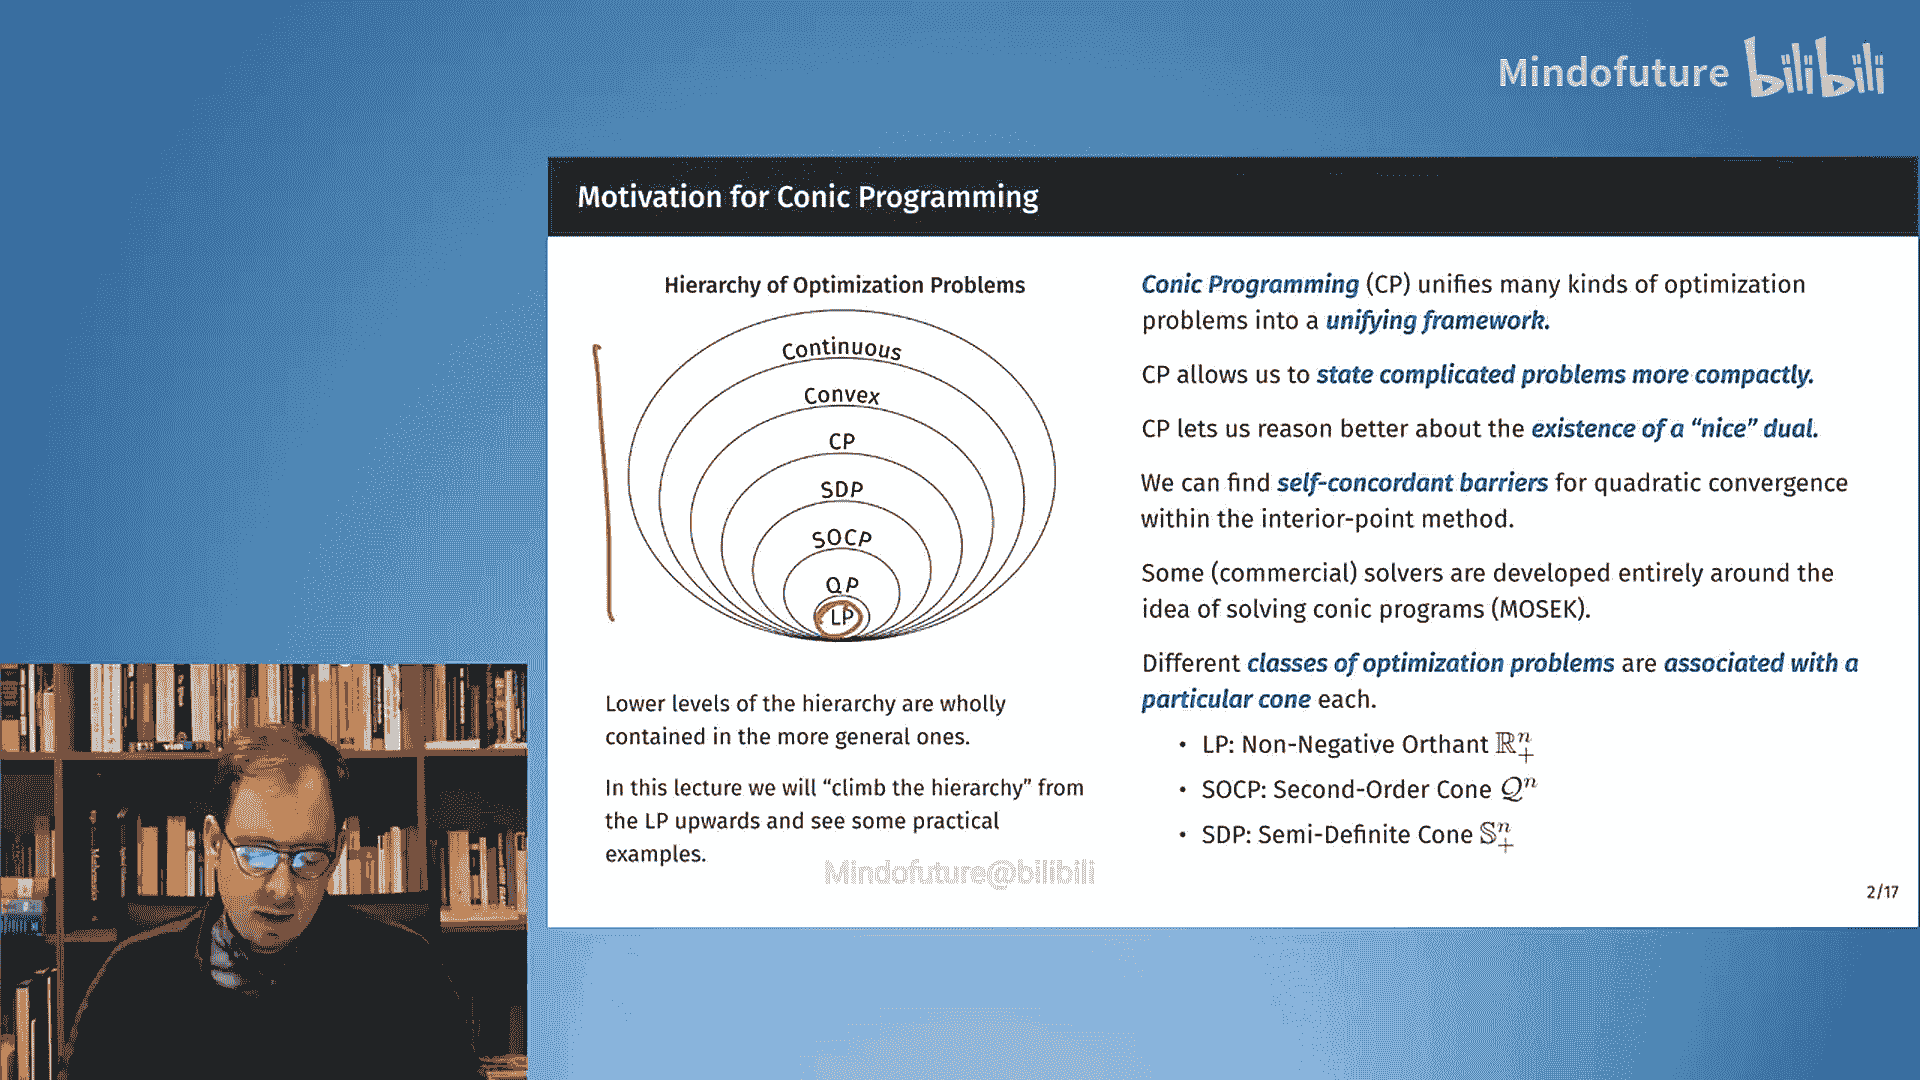 Mindofuture bilibili
Motivation for Conic Programming
Hierarchy of Optimization Problems
Continuous
Convex
CP
SDP
SOCP
QP
LP
Lower levels of the hierarchy are wholly
contained in the more general ones.
In this lecture we will “climb the hierarchy” from
the LP upwards and see some practical
examples.
Conic Programming (CP) unifies many kinds of optimization
problems into a unifying framework.
CP allows us to state complicated problems more compactly.
CP lets us reason better about the existence of a “nice” dual.
We can find self-concordant barriers for quadratic convergence
within the interior-point method.
Some (commercial) solvers are developed entirely around the
idea of solving conic programs (MOSEK).
Different classes of optimization problems are associated with a
particular cone each.
• LP: Non-Negative Orthant ℝⁿ₊
• SOCP: Second-Order Cone 𝒬ⁿ
• SDP: Semi-Definite Cone 𝕊ⁿ₊
Mindofuture@bilibili
2/17